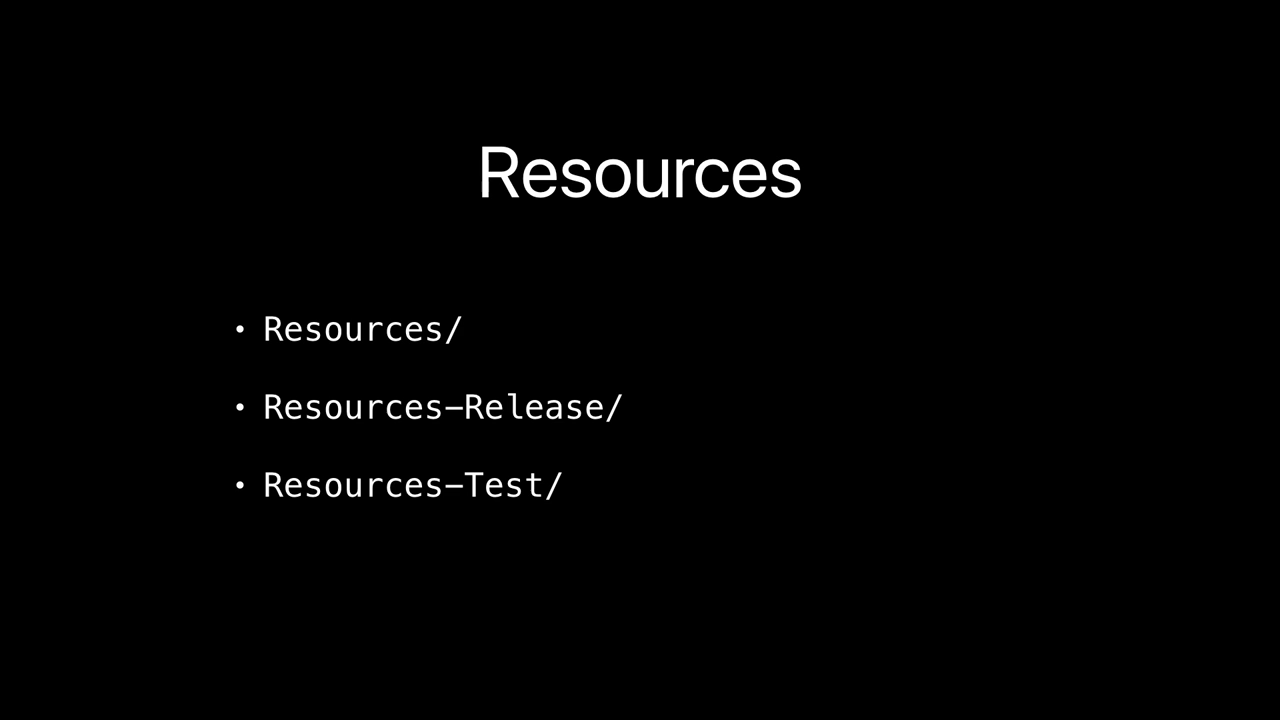 Resources
• Resources/
• Resources-Release/
• Resources-Test/